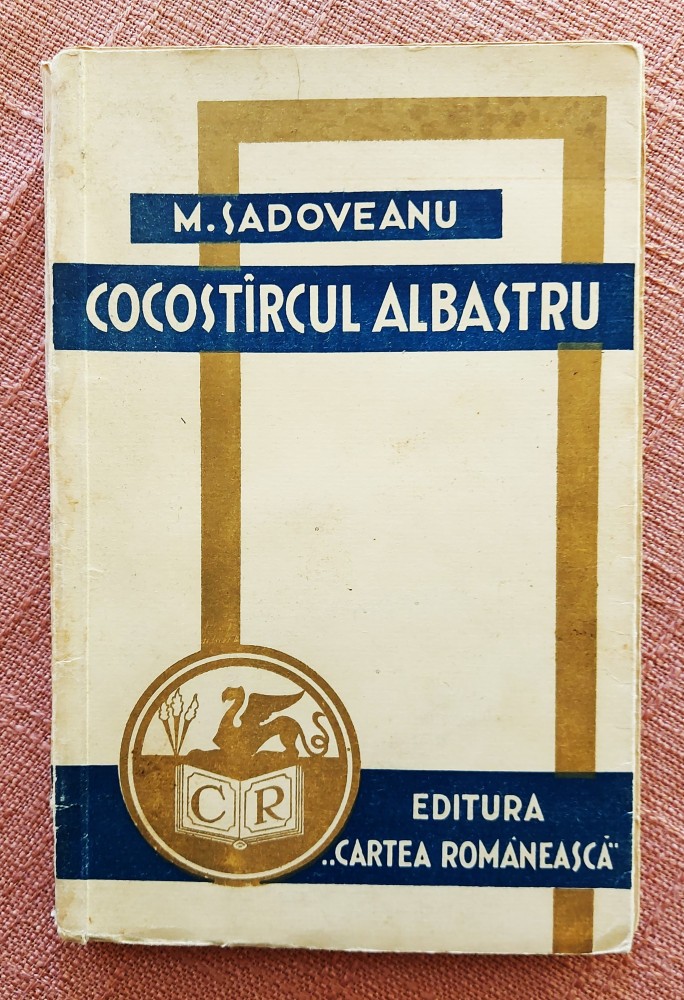 M. SADOVEANU
COCOSTÎRCUL ALBASTRU
C R
EDITURA
„CARTEA ROMÂNEASCĂ"